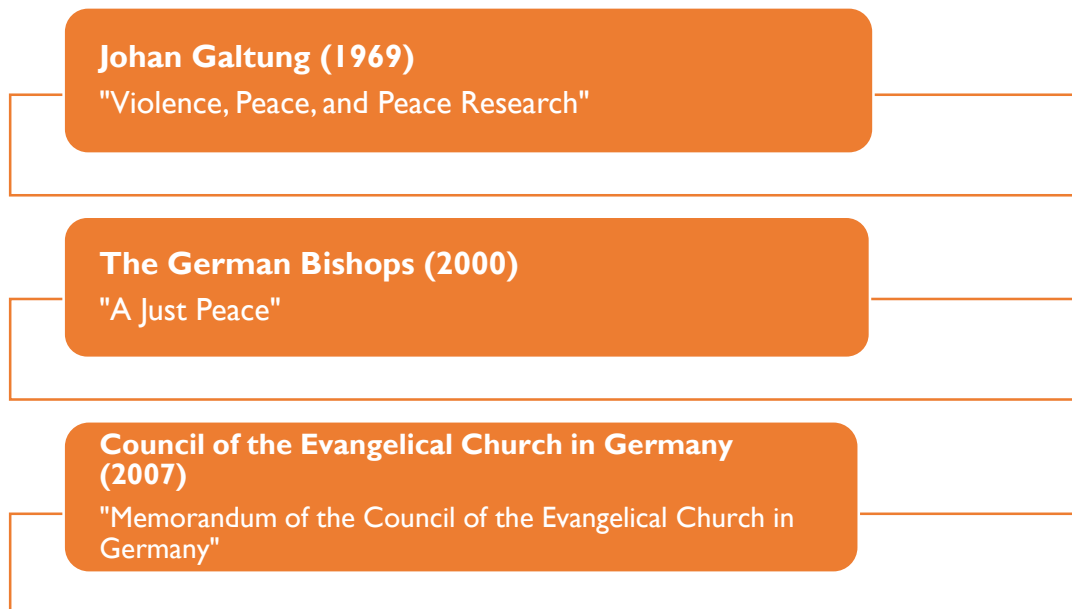 Johan Galtung (1969)
"Violence, Peace, and Peace Research"
The German Bishops (2000)
"A Just Peace"
Council of the Evangelical Church in Germany
(2007)
"Memorandum of the Council of the Evangelical Church in
Germany"